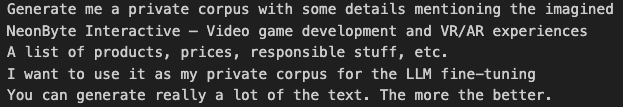 Generate me a private corpus with some details mentioning the imagined
NeonByte Interactive – Video game development and VR/AR experiences
A list of products, prices, responsible stuff, etc.
I want to use it as my private corpus for the LLM fine-tuning
You can generate really a lot of the text. The more the better.